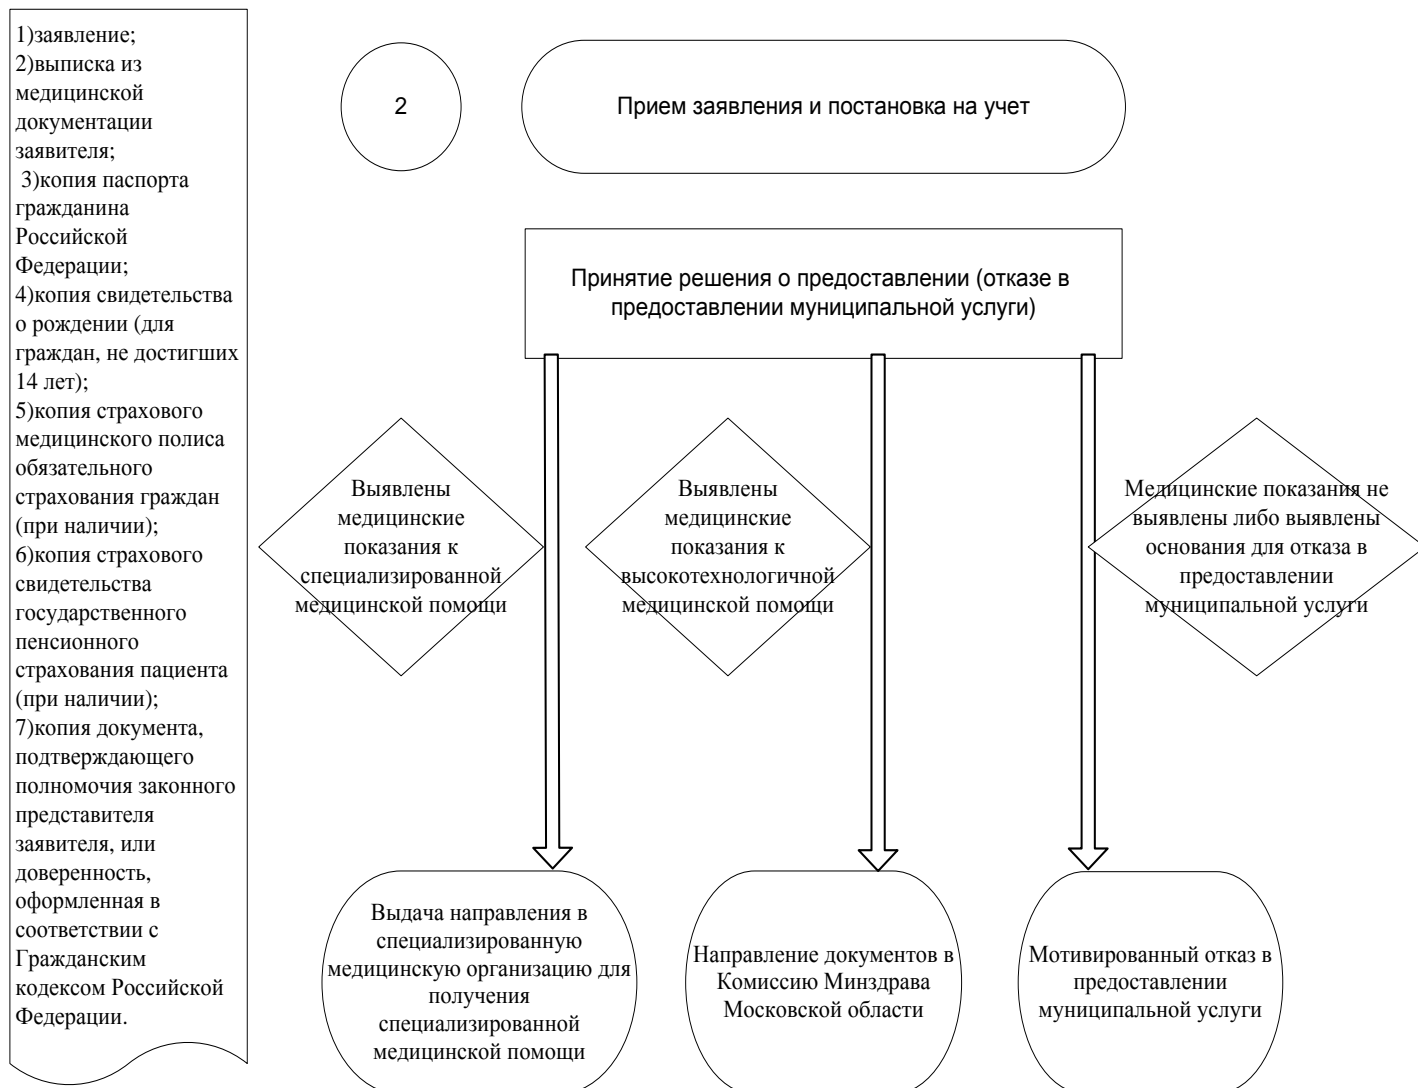 1)заявление;
2)выписка из
медицинской
документации
заявителя;
3)копия паспорта
гражданина
Российской
Федерации;
4)копия свидетельства
о рождении (для
граждан, не достигших
14 лет);
5)копия страхового
медицинского полиса
обязательного
страхования граждан
(при наличии);
6)копия страхового
свидетельства
государственного
пенсионного
страхования пациента
(при наличии);
7)копия документа,
подтверждающего
полномочия законного
представителя
заявителя, или
доверенность,
оформленная в
соответствии с
Гражданским
кодексом Российской
Федерации.
2
Прием заявления и постановка на учет
Принятие решения о предоставлении (отказе в
предоставлении муниципальной услуги)
Выявлены
медицинские
показания к
специализированной
медицинской помощи
Выявлены
медицинские
показания к
высокотехнологичной
медицинской помощи
Медицинские показания не
выявлены либо выявлены
основания для отказа в
предоставлении
муниципальной услуги
Выдача направления в
специализированную
медицинскую организацию для
получения
специализированной
медицинской помощи
Направление документов в
Комиссию Минздрава
Московской области
Мотивированный отказ в
предоставлении
муниципальной услуги